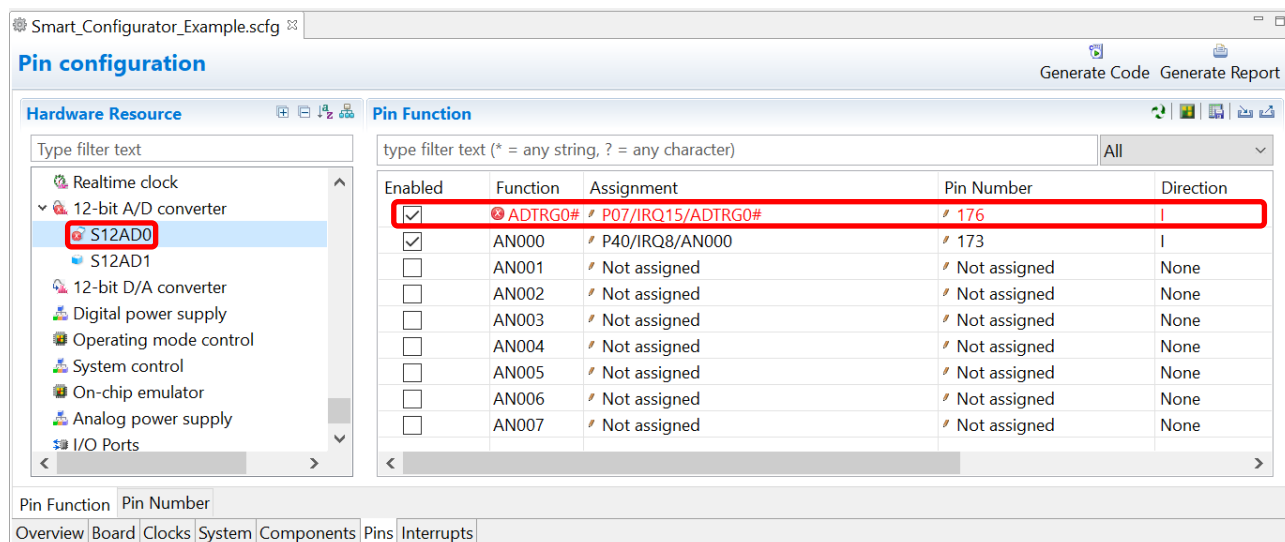 Smart_Configurator_Example.scfg
Pin configuration
Generate Code Generate Report
Hardware Resource
Pin Function
Type filter text
type filter text (* = any string, ? = any character)
All
Realtime clock
12-bit A/D converter
S12AD0
S12AD1
12-bit D/A converter
Digital power supply
Operating mode control
System control
On-chip emulator
Analog power supply
I/O Ports
Enabled Function Assignment Pin Number Direction
ADTRG0# P07/IRQ15/ADTRG0# 176 I
AN000 P40/IRQ8/AN000 173 I
AN001 Not assigned Not assigned None
AN002 Not assigned Not assigned None
AN003 Not assigned Not assigned None
AN004 Not assigned Not assigned None
AN005 Not assigned Not assigned None
AN006 Not assigned Not assigned None
AN007 Not assigned Not assigned None
Pin Function Pin Number
Overview Board Clocks System Components Pins Interrupts